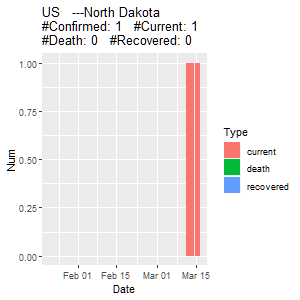 US   ---North Dakota
#Confirmed: 1   #Current: 1
#Death: 0   #Recovered: 0
1.00
0.75
0.50
0.25
0.00
Num
Feb 01
Feb 15
Mar 01
Mar 15
Date
Type
current
death
recovered